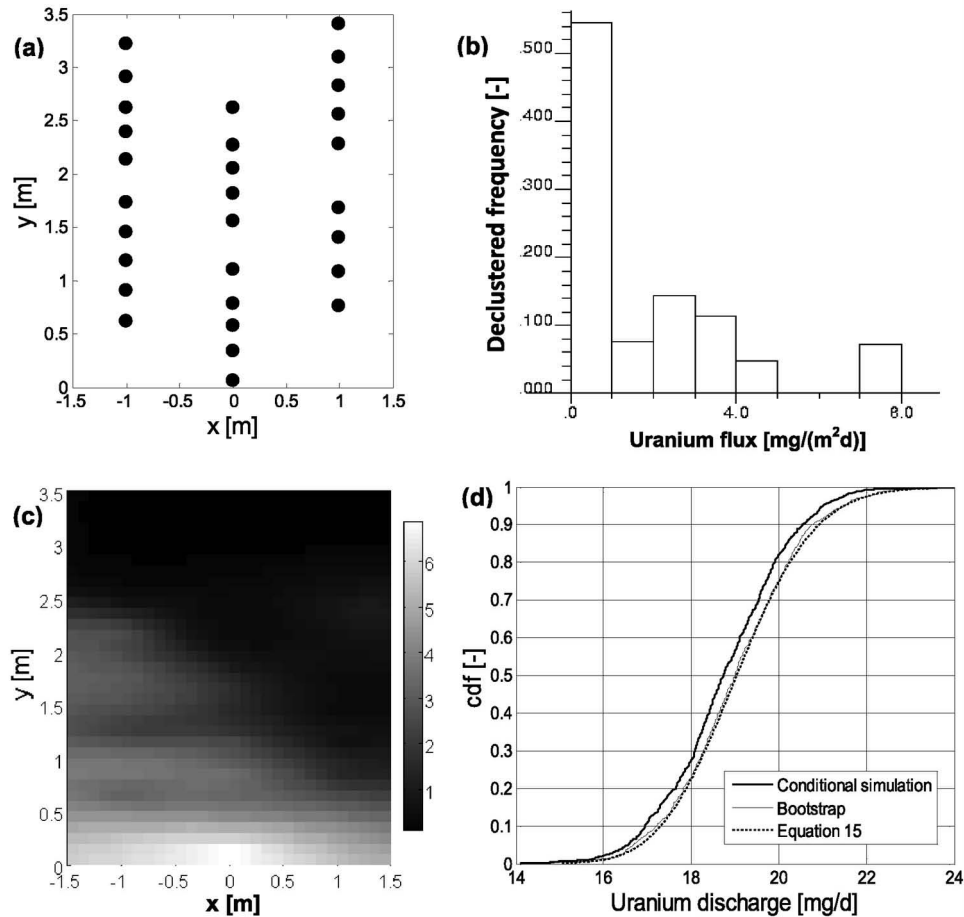 (a)
3.5
3
2.5
2
1.5
1
0.5
0
y [m]
-1.5 -1 -0.5 0 0.5 1 1.5
x [m]
(b)
Declustered frequency [-]
.500
.400
.300
.200
.100
.000
.0 4.0 8.0
Uranium flux [mg/(m²d)]
(c)
3.5
3
2.5
2
1.5
1
0.5
0
y [m]
-1.5 -1 -0.5 0 0.5 1 1.5
x [m]
6
5
4
3
2
1
(d)
1
0.9
0.8
0.7
0.6
0.5
0.4
0.3
0.2
0.1
0
cdf [-]
Conditional simulation
Bootstrap
Equation 15
14 16 18 20 22 24
Uranium discharge [mg/d]